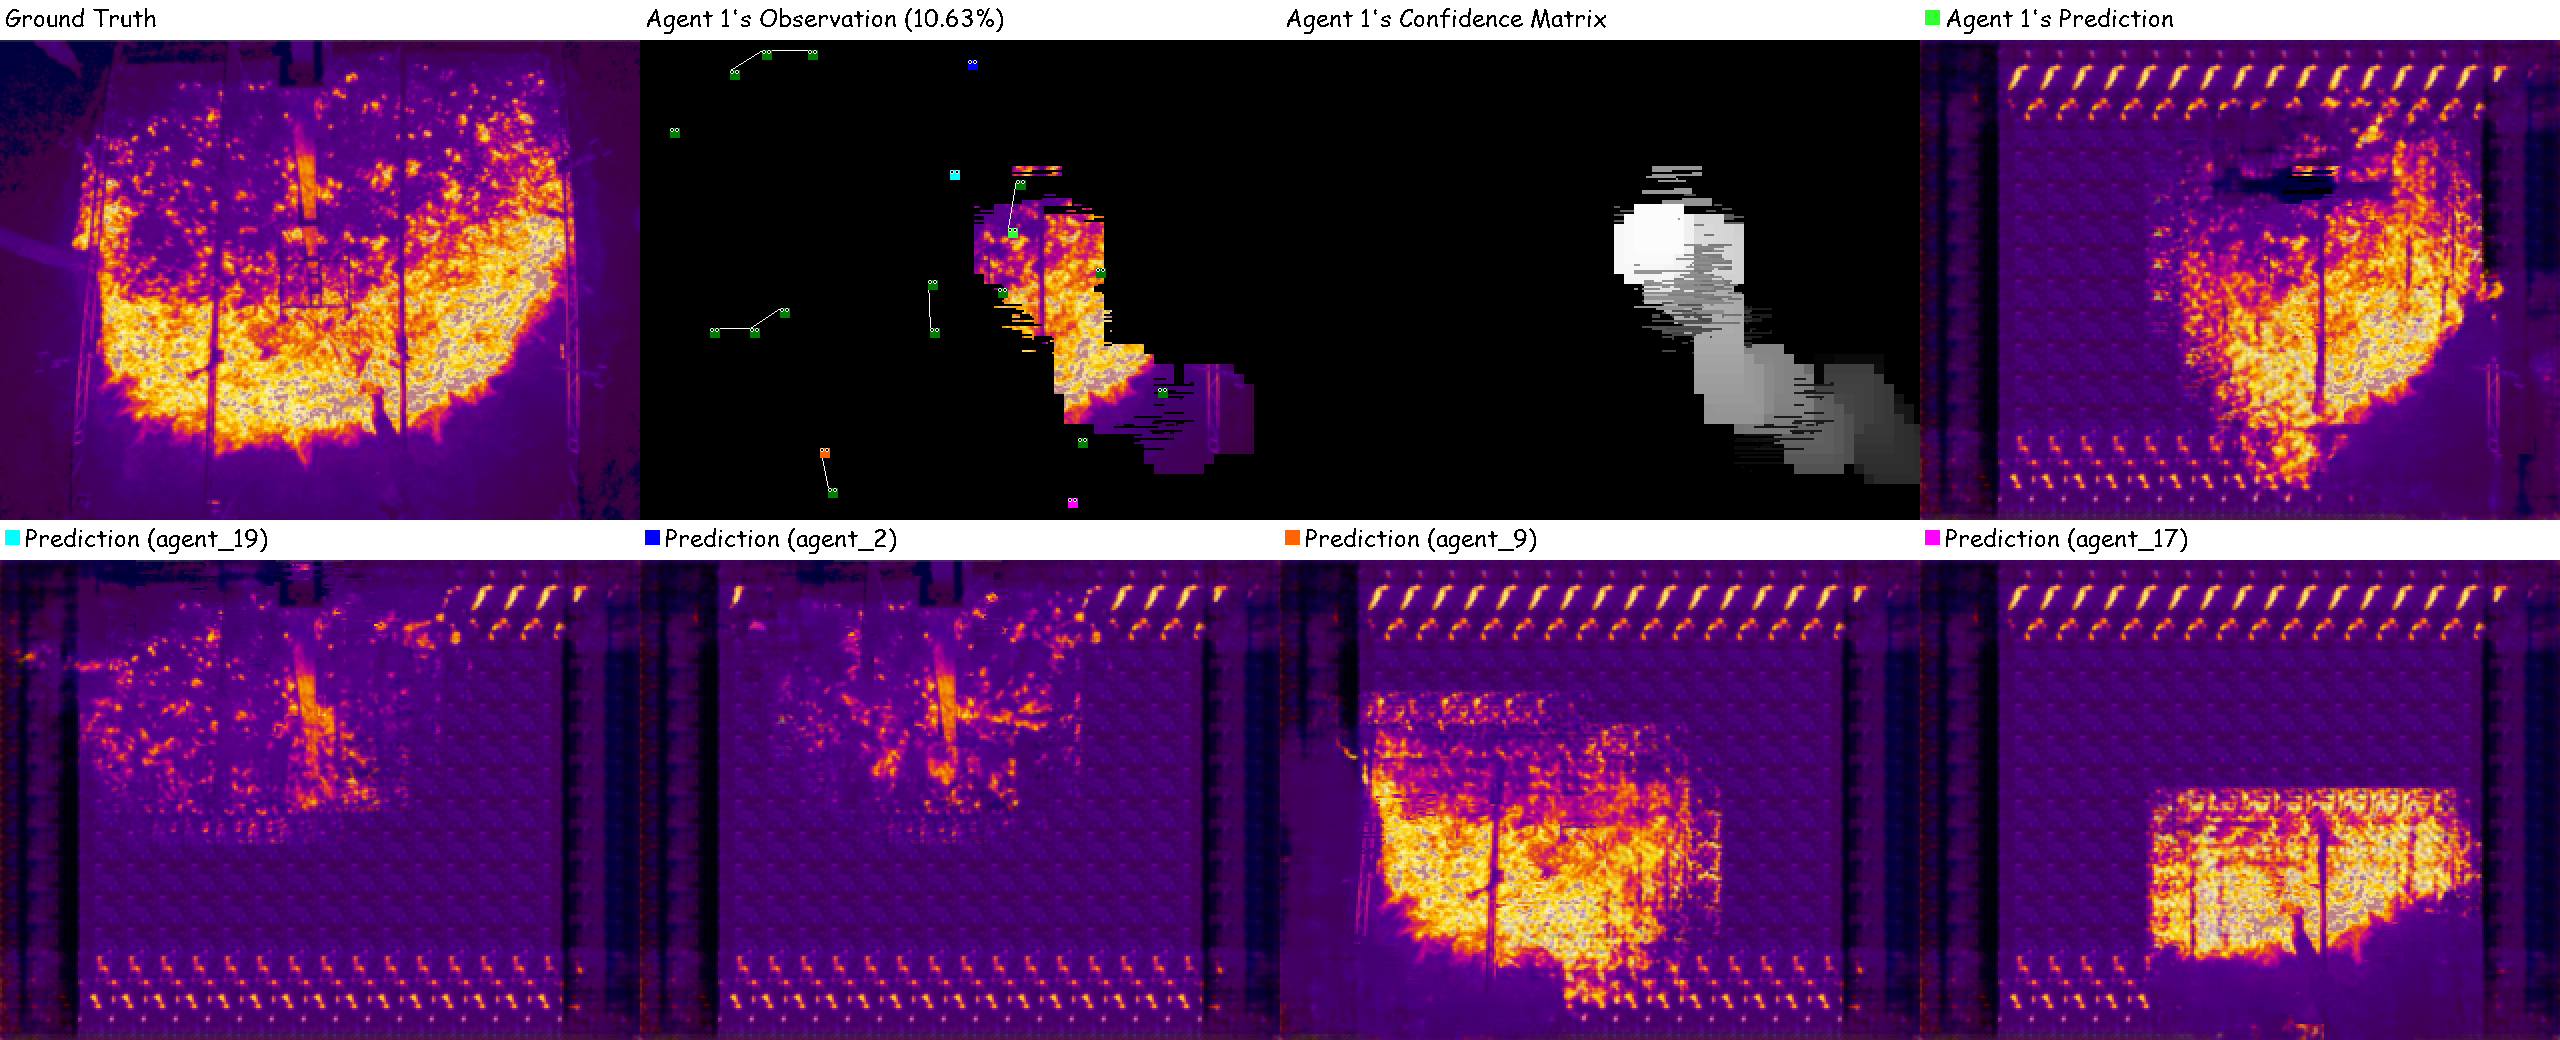 Ground Truth
Agent 1's Observation (10.63%)
Agent 1's Confidence Matrix
Agent 1's Prediction
Prediction (agent_19)
Prediction (agent_2)
Prediction (agent_9)
Prediction (agent_17)